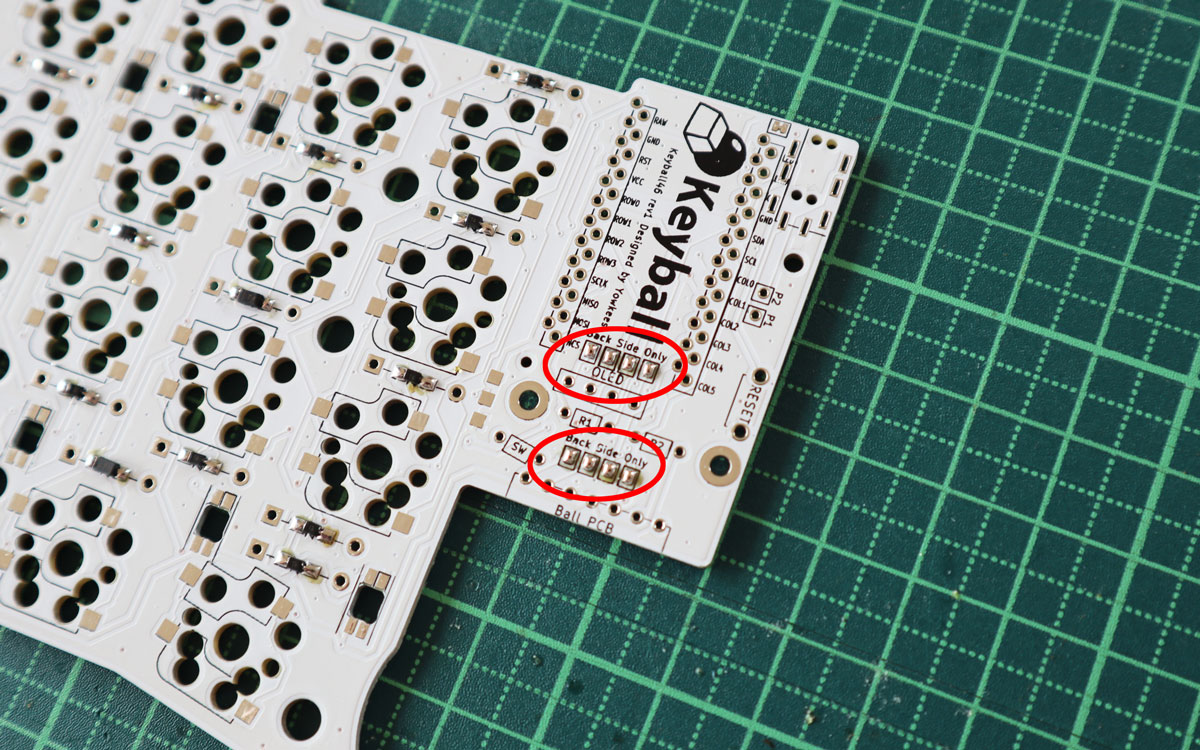 RAW
GND
RST
VCC
ROW0
ROW1
ROW2
ROW3
SCLK
MISO
MOSI
NCS
Keyball
Keyball46 rev1 Designed by Yowkees
GND
SDA
SCL
COL0
COL1
COL2
COL3
COL4
COL5
P2
P1
RESET
Back Side Only
OLED
R1
R2
SW
Back Side Only
Ball PCB